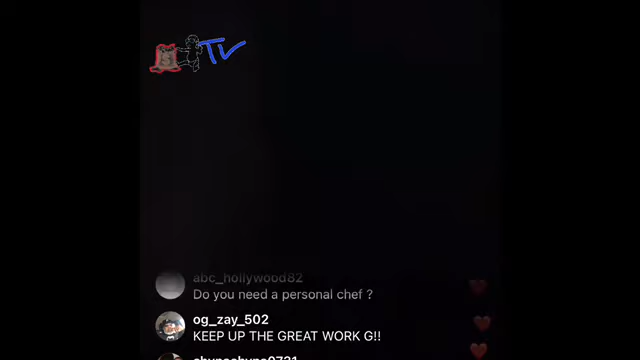 TV
abc_hollywood82
Do you need a personal chef ?
og_zay_502
KEEP UP THE GREAT WORK G!!